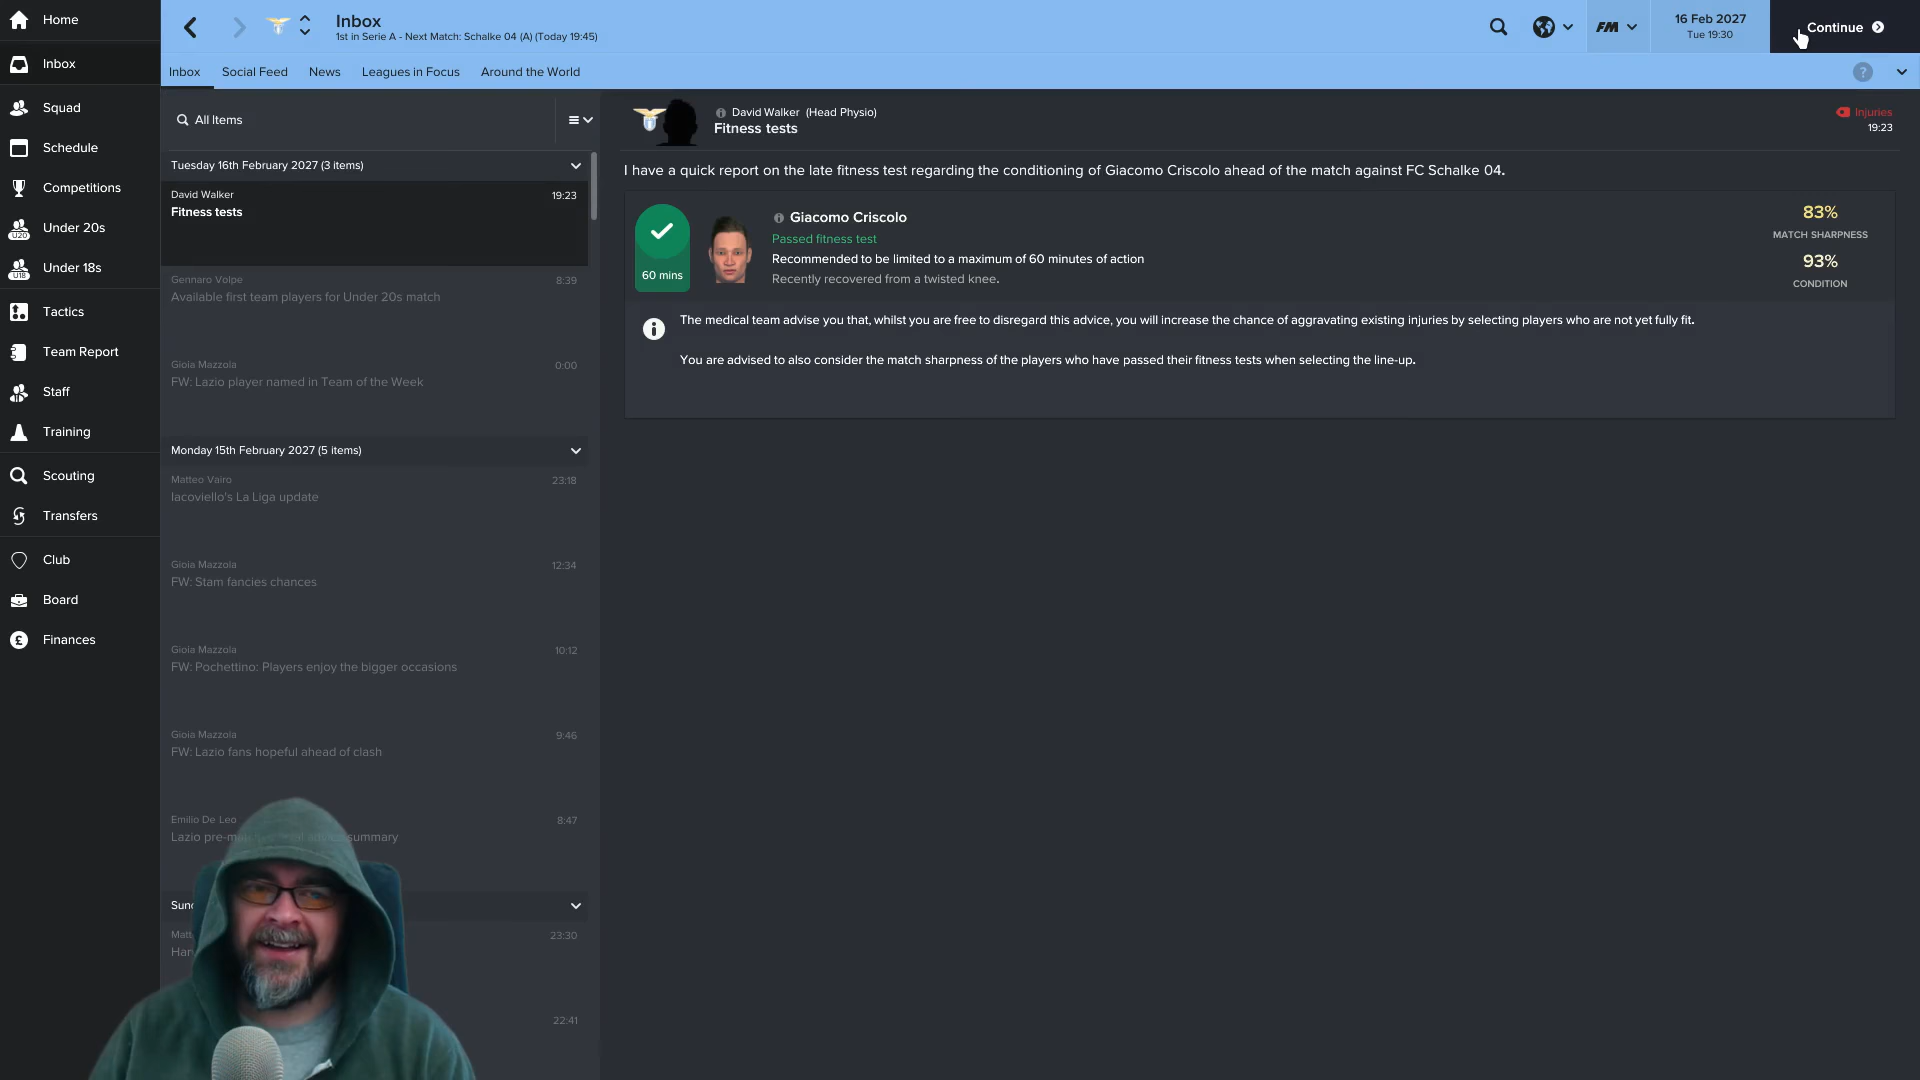 Home
Inbox
Squad
Schedule
Competitions
U20 Under 20s
U18 Under 18s
Tactics
Team Report
Staff
Training
Scouting
Transfers
Club
Board
£ Finances
Inbox
1st in Serie A - Next Match: Schalke 04 (A) (Today 19:45)
FM
16 Feb 2027
Tue 19:30
Continue
Inbox Social Feed News Leagues in Focus Around the World
?
All Items
Tuesday 16th February 2027 (3 items)
David Walker 19:23
Fitness tests
Gennaro Volpe 8:39
Available first team players for Under 20s match
Gioia Mazzola 0:00
FW: Lazio player named in Team of the Week
Monday 15th February 2027 (5 items)
Matteo Vairo 23:18
Iacoviello's La Liga update
Gioia Mazzola 12:34
FW: Stam fancies chances
Gioia Mazzola 10:12
FW: Pochettino: Players enjoy the bigger occasions
Gioia Mazzola 9:46
FW: Lazio fans hopeful ahead of clash
Emilio De Leo 8:47
Lazio summary
23:30
22:41
David Walker (Head Physio)
Fitness tests
Injuries
19:23
I have a quick report on the late fitness test regarding the conditioning of Giacomo Criscolo ahead of the match against FC Schalke 04.
60 mins
Giacomo Criscolo
Passed fitness test
Recommended to be limited to a maximum of 60 minutes of action
Recently recovered from a twisted knee.
83%
MATCH SHARPNESS
93%
CONDITION
The medical team advise you that, whilst you are free to disregard this advice, you will increase the chance of aggravating existing injuries by selecting players who are not yet fully fit.
You are advised to also consider the match sharpness of the players who have passed their fitness tests when selecting the line-up.